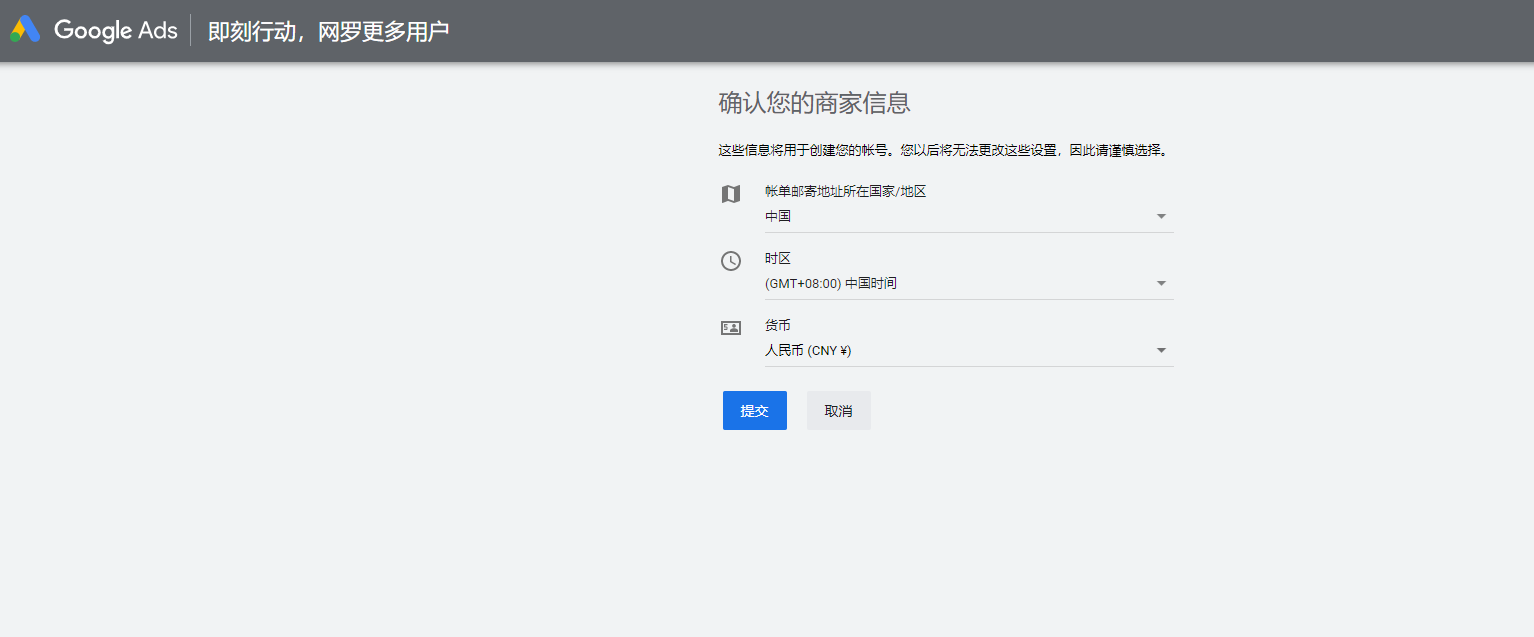 Google Ads 即刻行动，网罗更多用户
确认您的商家信息
这些信息将用于创建您的帐号。您以后将无法更改这些设置，因此请谨慎选择。
帐单邮寄地址所在国家/地区
中国
时区
(GMT+08:00) 中国时间
货币
人民币 (CNY ¥)
提交 取消